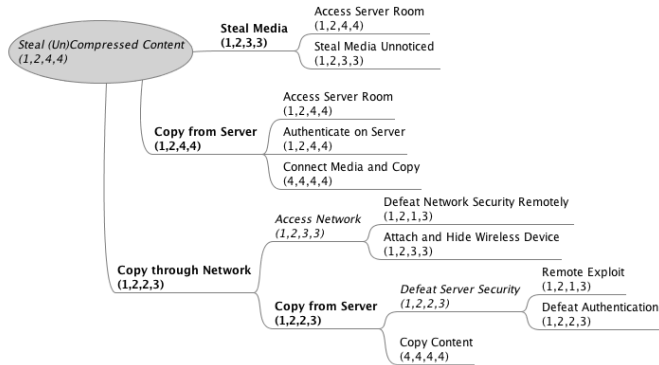 Steal (Un)Compressed Content
(1,2,4,4)
Steal Media
(1,2,3,3)
Access Server Room
(1,2,4,4)
Steal Media Unnoticed
(1,2,3,3)
Copy from Server
(1,2,4,4)
Access Server Room
(1,2,4,4)
Authenticate on Server
(1,2,4,4)
Connect Media and Copy
(4,4,4,4)
Copy through Network
(1,2,2,3)
Access Network
(1,2,3,3)
Defeat Network Security Remotely
(1,2,1,3)
Attach and Hide Wireless Device
(1,2,3,3)
Copy from Server
(1,2,2,3)
Defeat Server Security
(1,2,2,3)
Remote Exploit
(1,2,1,3)
Defeat Authentication
(1,2,2,3)
Copy Content
(4,4,4,4)